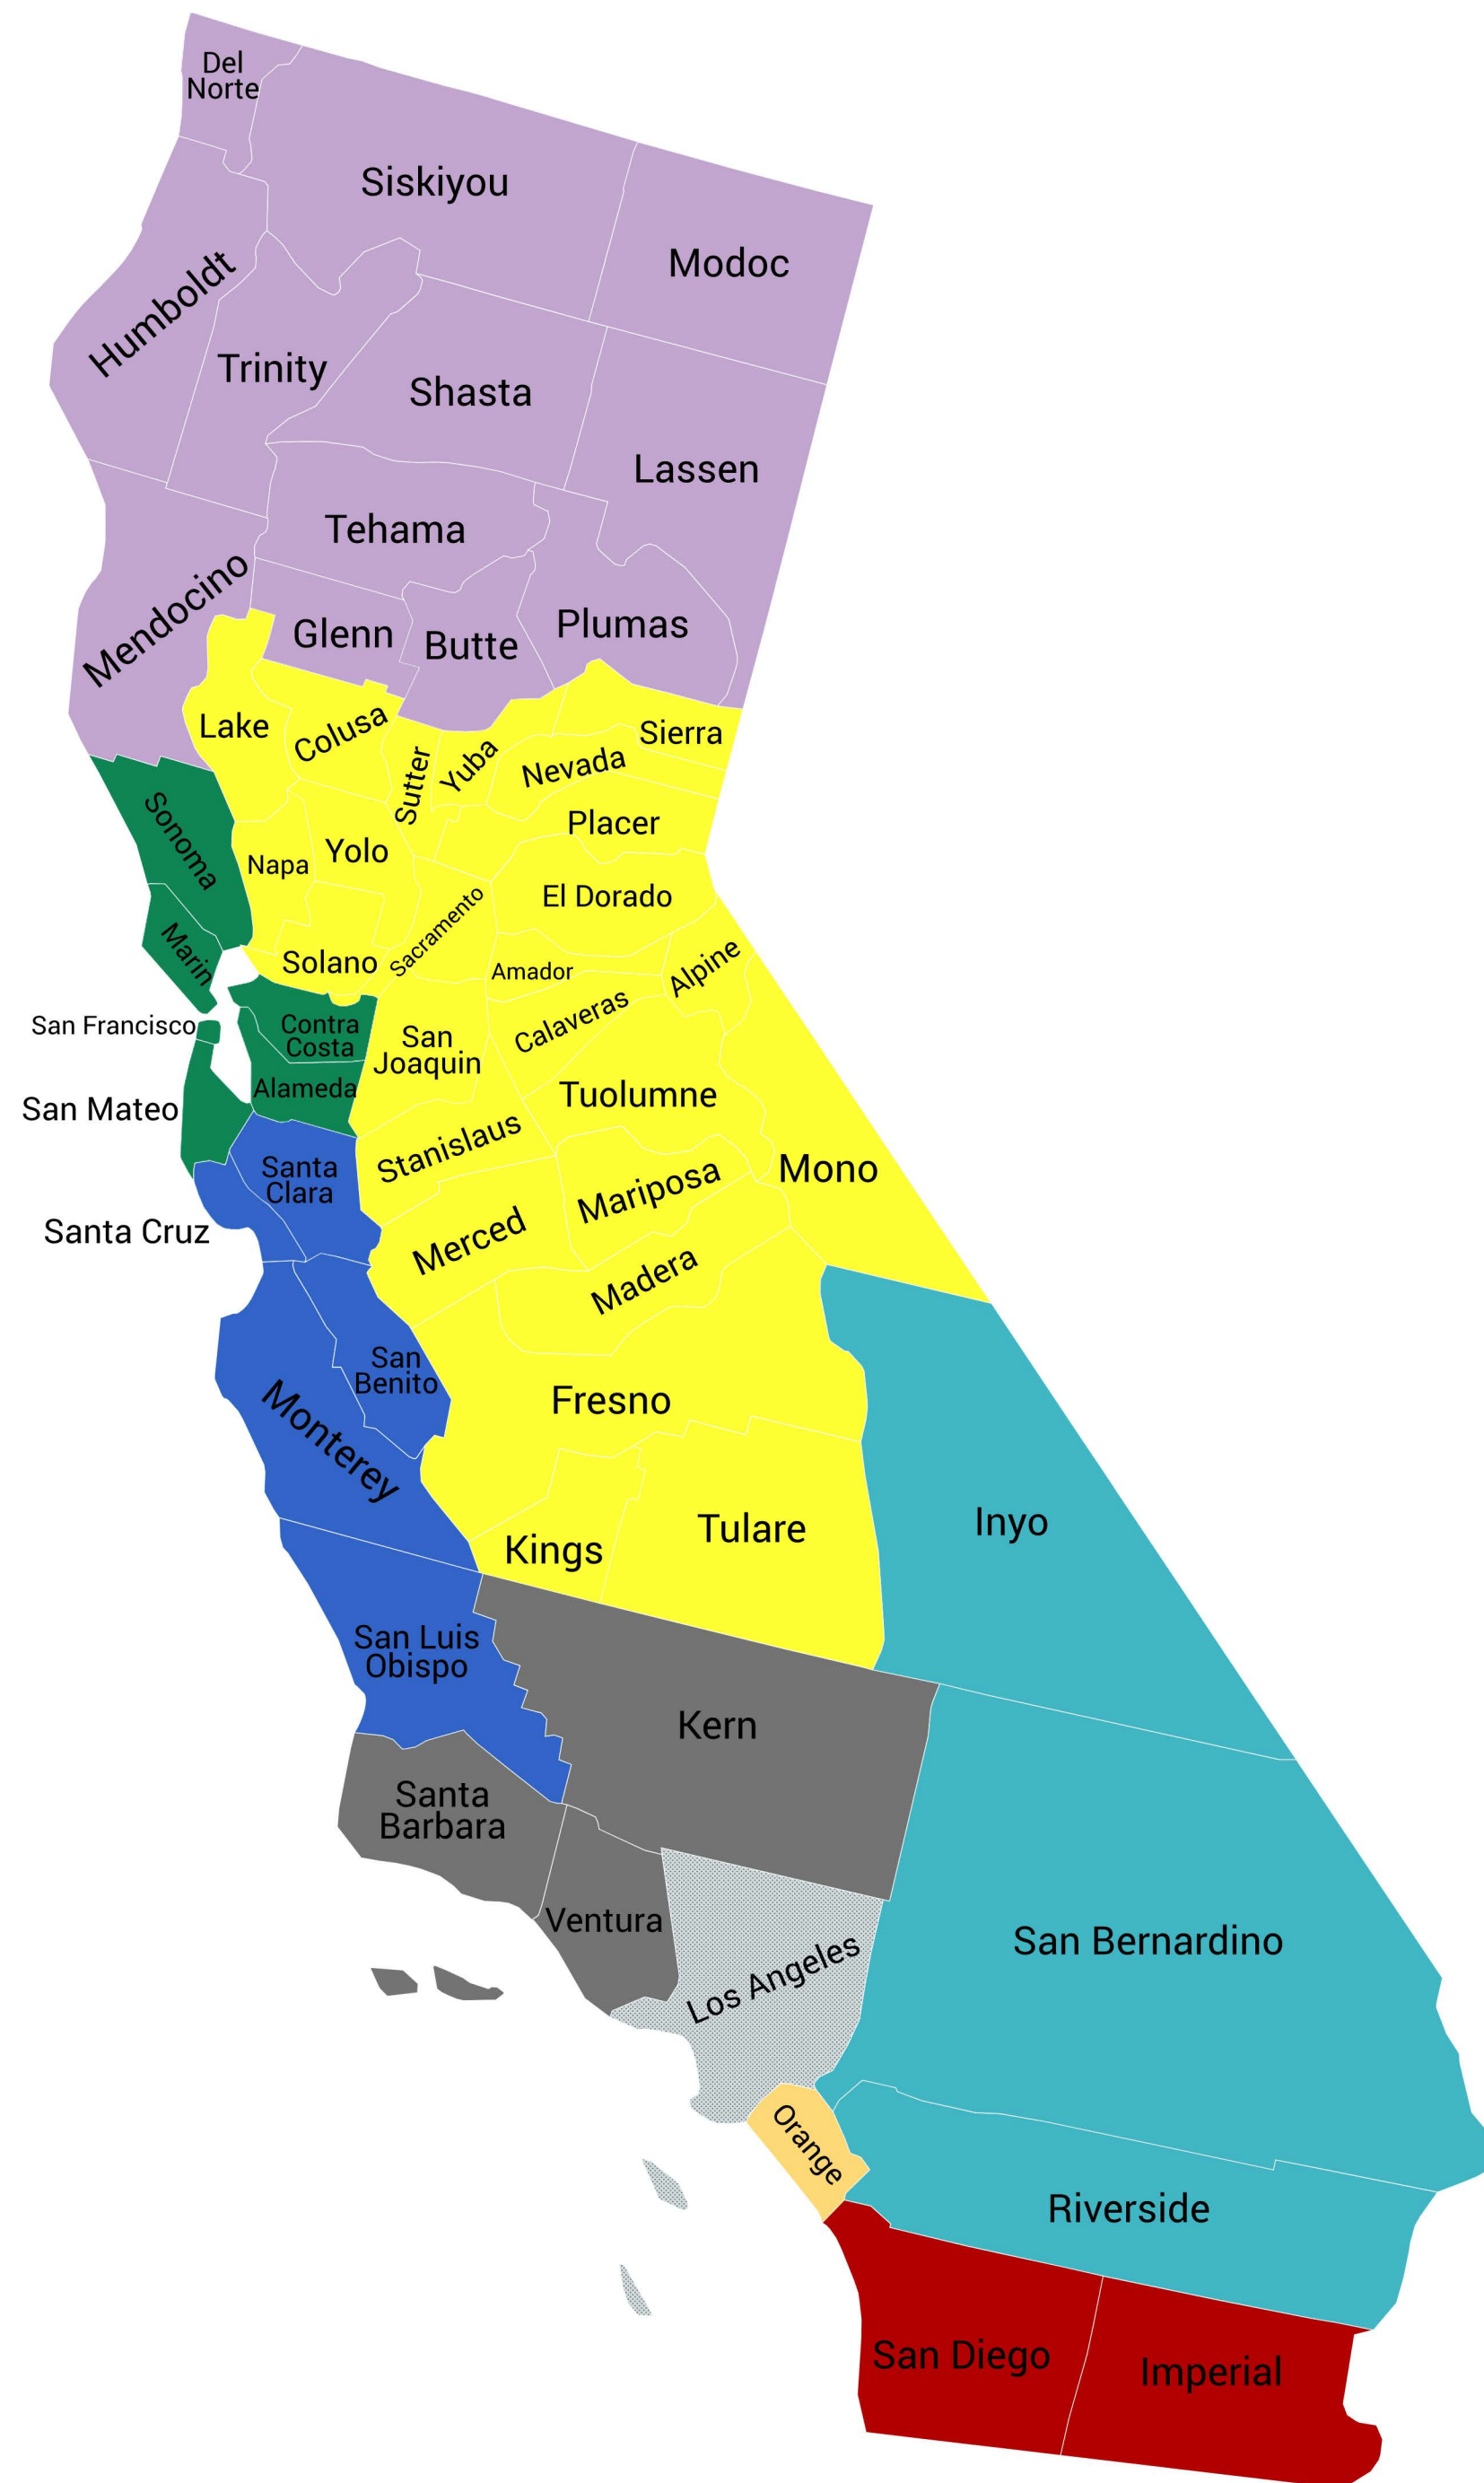 Del
Norte
Siskiyou
Modoc
Humboldt
Trinity
Shasta
Lassen
Tehama
Mendocino
Glenn
Butte
Plumas
Lake
Colusa
Sutter
Yuba
Nevada
Sierra
Sonoma
Napa
Yolo
Placer
El Dorado
Marin
Solano
Sacramento
Amador
Alpine
San Francisco
Contra
Costa
San
Joaquin
Calaveras
San Mateo
Alameda
Tuolumne
Stanislaus
Mono
Santa
Clara
Mariposa
Santa Cruz
Merced
Madera
San
Benito
Monterey
Fresno
Kings
Tulare
Inyo
San Luis
Obispo
Kern
Santa
Barbara
Ventura
Los Angeles
San Bernardino
Orange
Riverside
San Diego
Imperial